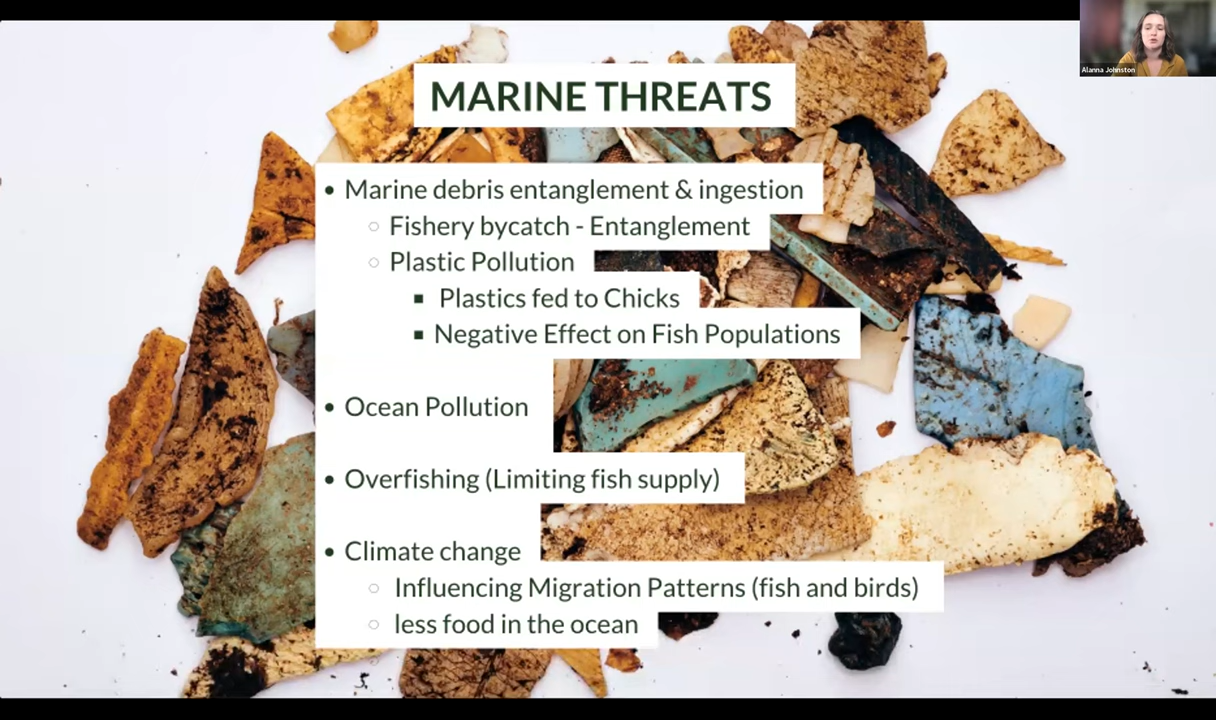 Alanna Johnston
MARINE THREATS
• Marine debris entanglement & ingestion
○ Fishery bycatch - Entanglement
○ Plastic Pollution
▪ Plastics fed to Chicks
▪ Negative Effect on Fish Populations
• Ocean Pollution
• Overfishing (Limiting fish supply)
• Climate change
○ Influencing Migration Patterns (fish and birds)
○ less food in the ocean